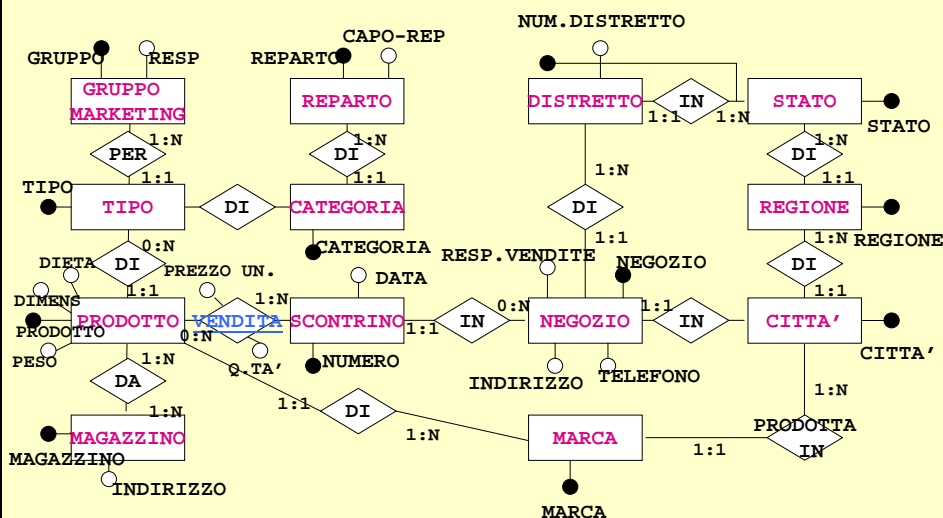 NUM.DISTRETTO
CAPO-REP
GRUPPO
RESP
REPARTO
GRUPPO
MARKETING
REPARTO
DISTRETTO
IN
STATO
1:1
1:N
STATO
1:N
PER
1:N
DI
1:N
DI
1:1
1:1
1:N
1:1
TIPO
TIPO
DI
CATEGORIA
DI
REGIONE
0:N
CATEGORIA
1:1
1:N
REGIONE
RESP.VENDITE
NEGOZIO
DIETA
DI
PREZZO UN.
DATA
DI
1:1
1:N
0:N
1:1
1:1
DIMENS
PRODOTTO
VENDITA
SCONTRINO
1:1
IN
NEGOZIO
IN
CITTA'
PRODOTTO
0:N
PESO
1:N
Q.TA'
NUMERO
INDIRIZZO
TELEFONO
CITTA'
DA
1:N
1:1
DI
1:N
1:N
PRODOTTA
IN
MAGAZZINO
MARCA
1:1
MAGAZZINO
INDIRIZZO
MARCA